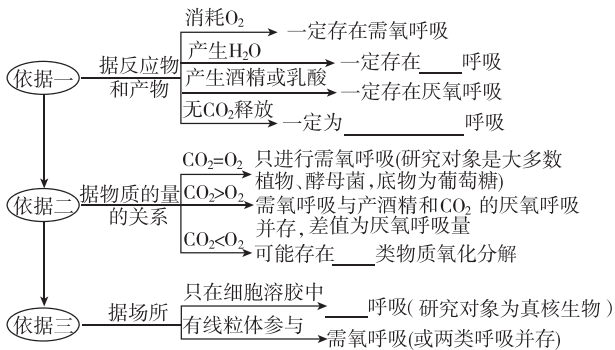 消耗O₂
一定存在需氧呼吸
产生H₂O
一定存在____呼吸
依据一
据反应物
和产物
产生酒精或乳酸
一定存在厌氧呼吸
无CO₂释放
一定为____________呼吸
CO₂=O₂
只进行需氧呼吸(研究对象是大多数
植物、酵母菌,底物为葡萄糖)
依据二
据物质的量
的关系
CO₂>O₂
需氧呼吸与产酒精和CO₂的厌氧呼吸
并存,差值为厌氧呼吸量
CO₂<O₂
可能存在____类物质氧化分解
依据三
据场所
只在细胞溶胶中
____呼吸(研究对象为真核生物)
有线粒体参与
需氧呼吸(或两类呼吸并存)